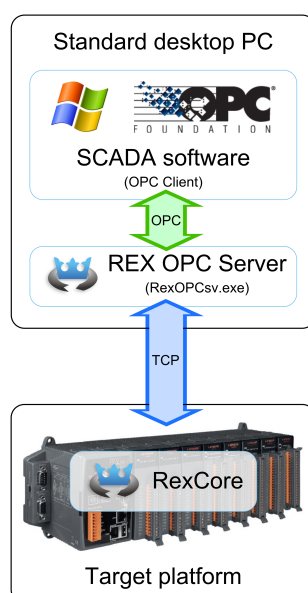 Standard desktop PC
OPC
FOUNDATION
SCADA software
(OPC Client)
OPC
REX OPC Server
(RexOPCsv.exe)
TCP
RexCore
Target platform